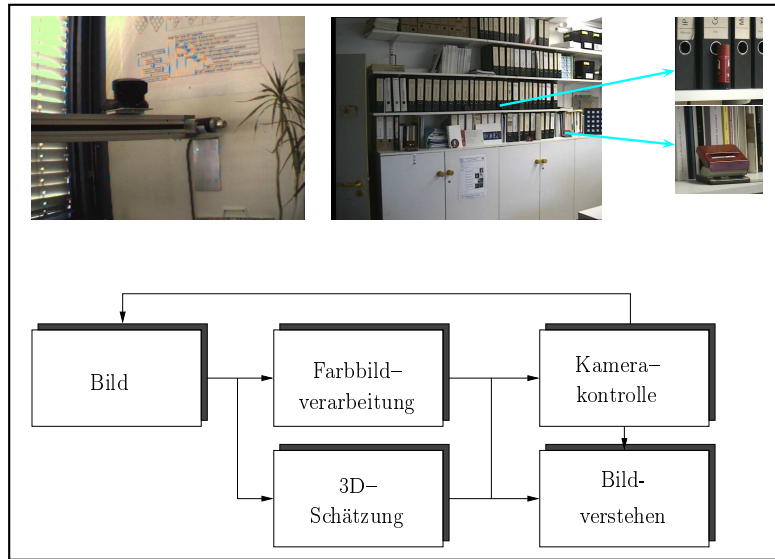 Bild
Farbbild–
verarbeitung
Kamera–
kontrolle
3D–
Schätzung
Bild-
verstehen